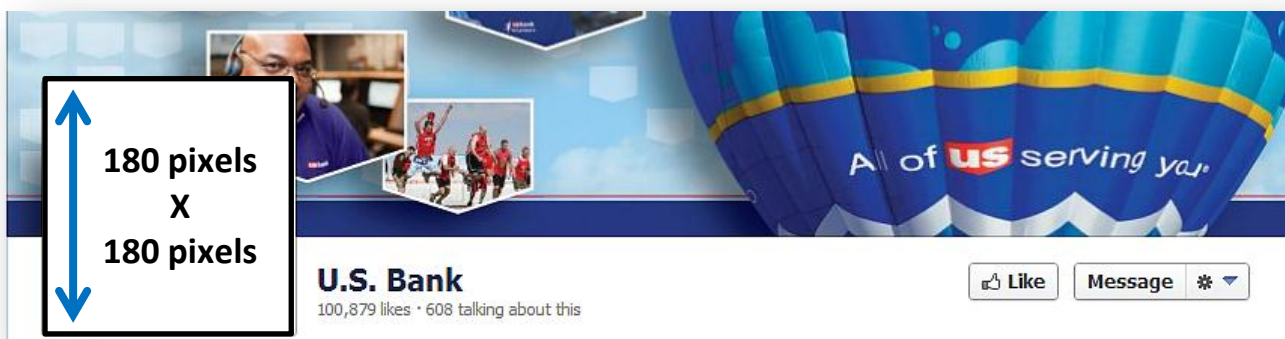 All of us serving you®
180 pixels
X
180 pixels
U.S. Bank
100,879 likes · 608 talking about this
Like
Message